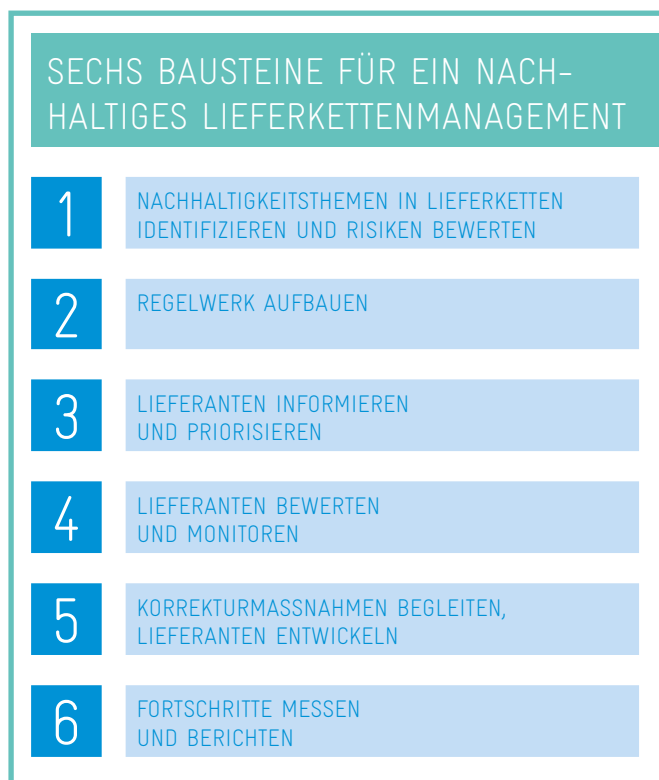 SECHS BAUSTEINE FÜR EIN NACH-
HALTIGES LIEFERKETTENMANAGEMENT
1
NACHHALTIGKEITSTHEMEN IN LIEFERKETTEN
IDENTIFIZIEREN UND RISIKEN BEWERTEN
2
REGELWERK AUFBAUEN
3
LIEFERANTEN INFORMIEREN
UND PRIORISIEREN
4
LIEFERANTEN BEWERTEN
UND MONITOREN
5
KORREKTURMASSNAHMEN BEGLEITEN,
LIEFERANTEN ENTWICKELN
6
FORTSCHRITTE MESSEN
UND BERICHTEN